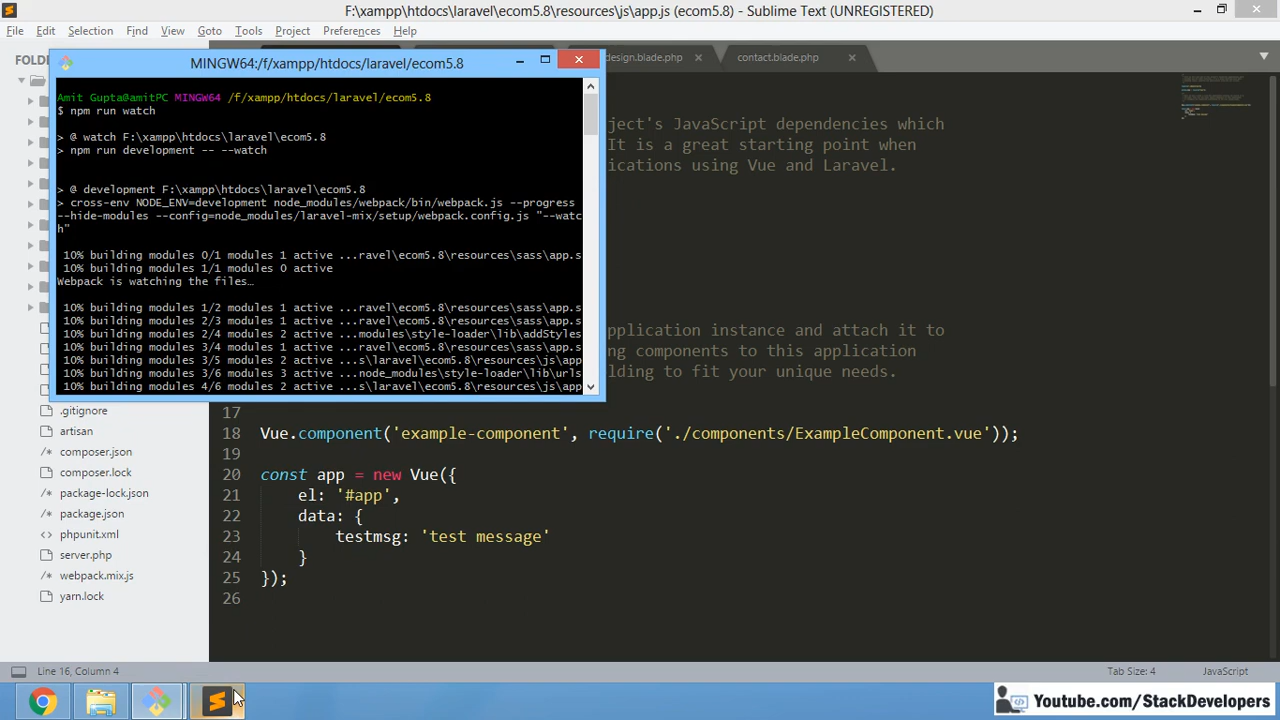 F:\xampp\htdocs\laravel\ecom5.8\resources\js\app.js (ecom5.8) - Sublime Text (UNREGISTERED)
File Edit Selection Find View Goto Tools Project Preferences Help
FOLD
design.blade.php
contact.blade.php
MINGW64:/f/xampp/htdocs/laravel/ecom5.8
Amit Gupta@amitPC MINGW64 /f/xampp/htdocs/laravel/ecom5.8
$ npm run watch
> @ watch F:\xampp\htdocs\laravel\ecom5.8
> npm run development -- --watch
> @ development F:\xampp\htdocs\laravel\ecom5.8
> cross-env NODE_ENV=development node_modules/webpack/bin/webpack.js --progress
--hide-modules --config=node_modules/laravel-mix/setup/webpack.config.js "--watc
h"
10% building modules 0/1 modules 1 active ...ravel\ecom5.8\resources\sass\app.s
10% building modules 1/1 modules 0 active
Webpack is watching the files…
10% building modules 1/2 modules 1 active ...ravel\ecom5.8\resources\sass\app.s
10% building modules 2/3 modules 1 active ...ravel\ecom5.8\resources\sass\app.s
10% building modules 2/4 modules 2 active ...modules\style-loader\lib\addStyles
10% building modules 3/4 modules 1 active ...ravel\ecom5.8\resources\sass\app.s
10% building modules 3/5 modules 2 active ...s\laravel\ecom5.8\resources\js\app
10% building modules 3/6 modules 3 active ...node_modules\style-loader\lib\urls
10% building modules 4/6 modules 2 active ...s\laravel\ecom5.8\resources\js\app
ject's JavaScript dependencies which
It is a great starting point when
ications using Vue and Laravel.
pplication instance and attach it to
ng components to this application
lding to fit your unique needs.
17
18 Vue.component('example-component', require('./components/ExampleComponent.vue'));
19
20 const app = new Vue({
21 el: '#app',
22 data: {
23 testmsg: 'test message'
24 }
25 });
26
.gitignore
artisan
composer.json
composer.lock
package-lock.json
package.json
phpunit.xml
server.php
webpack.mix.js
yarn.lock
Line 16, Column 4
Tab Size: 4
JavaScript
Youtube.com/StackDevelopers